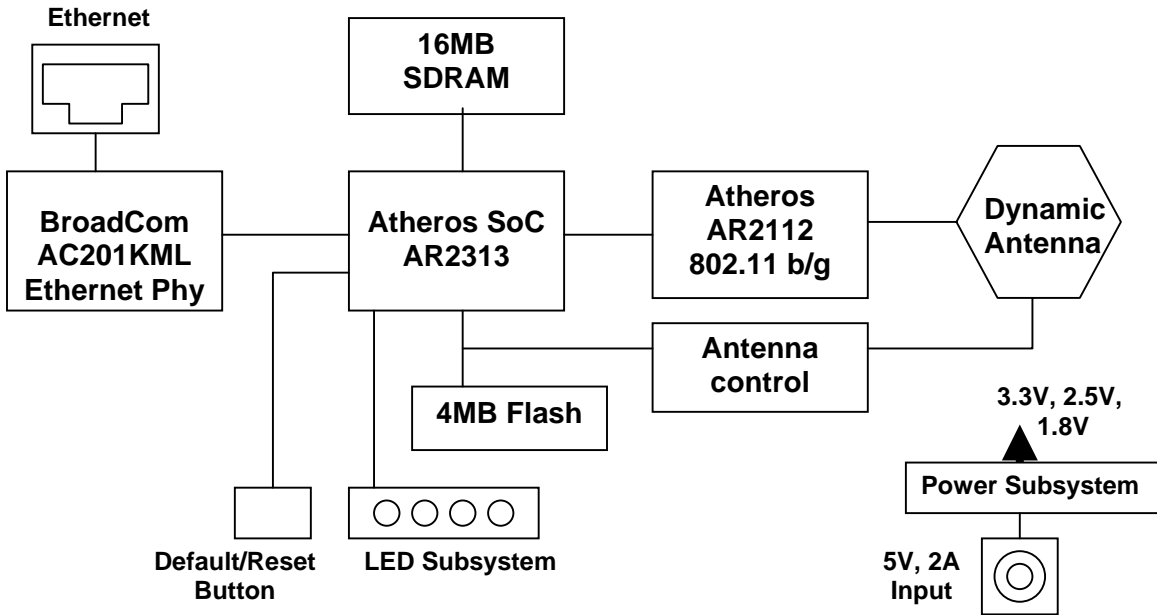 Ethernet
16MB
SDRAM
BroadCom
AC201KML
Ethernet Phy
Atheros SoC
AR2313
Atheros
AR2112
802.11 b/g
Dynamic
Antenna
Antenna
control
4MB Flash
3.3V, 2.5V,
1.8V
Power Subsystem
Default/Reset
Button
LED Subsystem
5V, 2A
Input